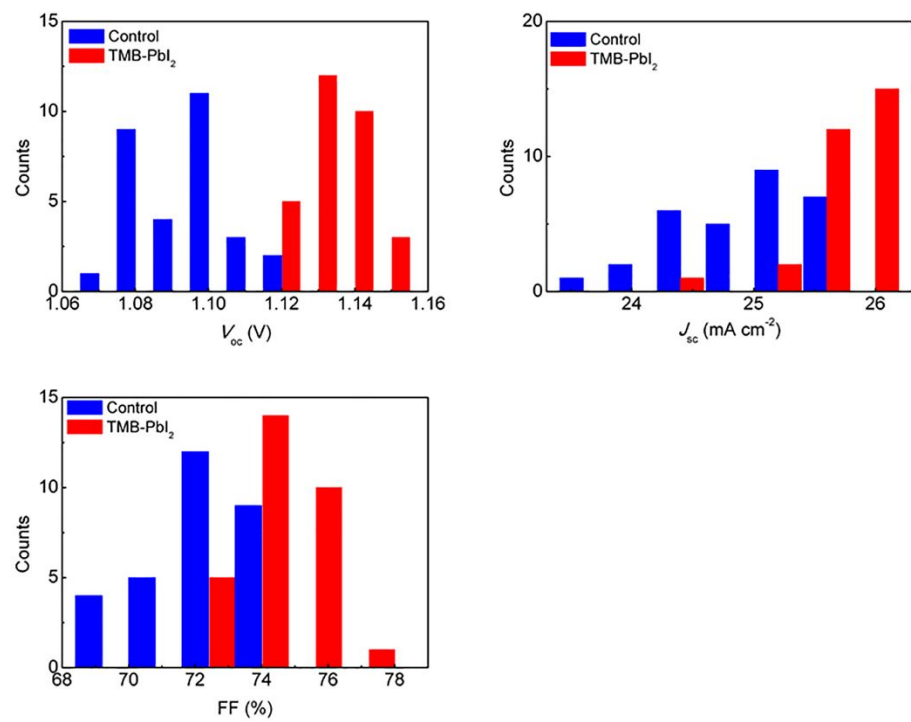 15
10
5
0
Counts
Control
TMB-PbI₂
1.06 1.08 1.10 1.12 1.14 1.16
Voc (V)
20
10
0
Counts
Control
TMB-PbI₂
24 25 26
Jsc (mA cm⁻²)
15
10
5
0
Counts
Control
TMB-PbI₂
68 70 72 74 76 78
FF (%)